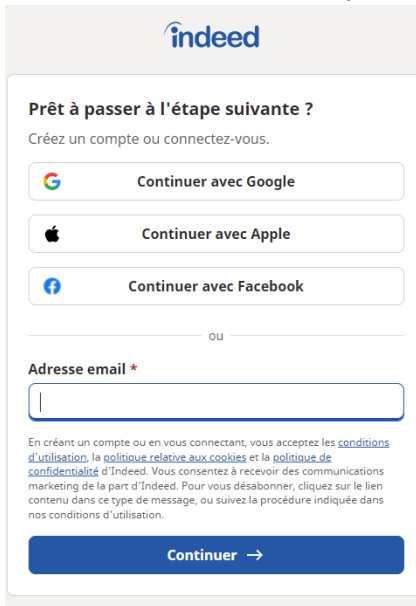 indeed
Prêt à passer à l'étape suivante ?
Créez un compte ou connectez-vous.
Continuer avec Google
Continuer avec Apple
Continuer avec Facebook
ou
Adresse email *
En créant un compte ou en vous connectant, vous acceptez les conditions
d'utilisation, la politique relative aux cookies et la politique de
confidentialité d'Indeed. Vous consentez à recevoir des communications
marketing de la part d'Indeed. Pour vous désabonner, cliquez sur le lien
contenu dans ce type de message, ou suivez la procédure indiquée dans
nos conditions d'utilisation.
Continuer →